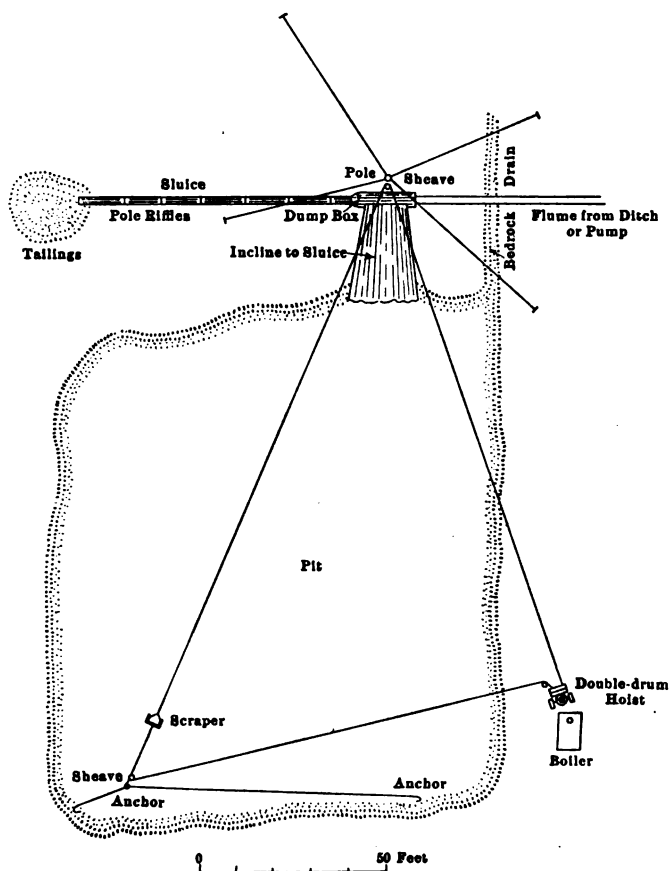 Pole
Sheave
Sluice
Pole Riffles
Dump Box
Bedrock Drain
Flume from Ditch
or Pump
Tailings
Incline to Sluice
Pit
Scraper
Double-drum
Hoist
Boiler
Sheave
Anchor
Anchor
0
50 Feet